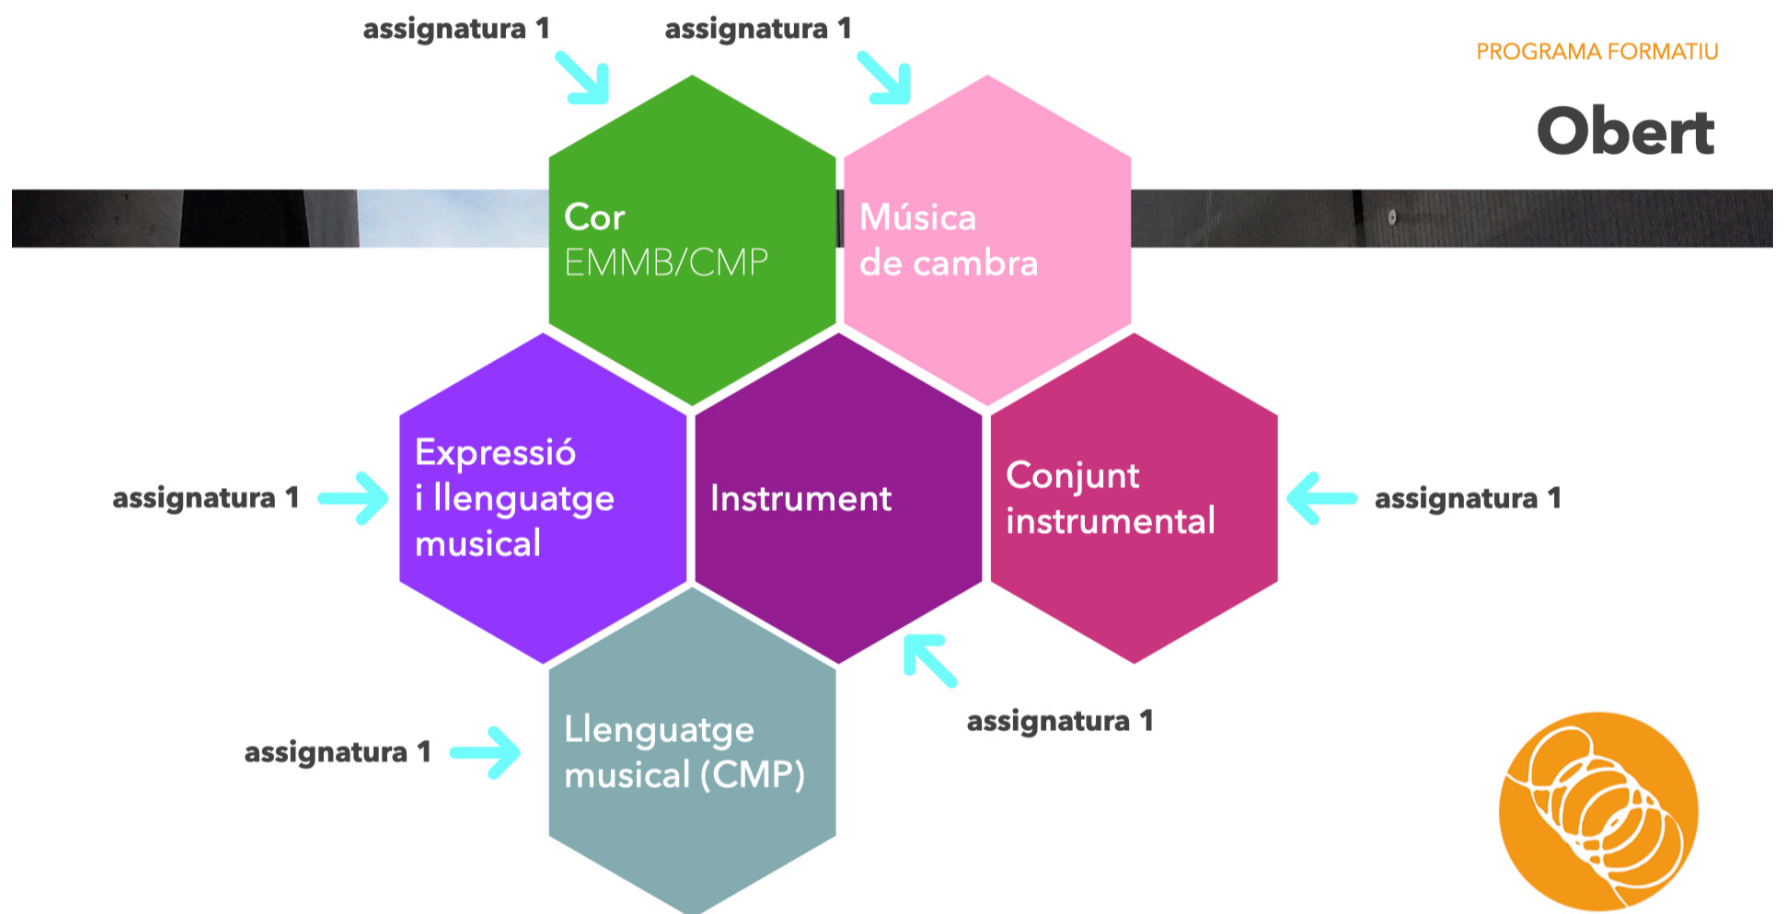 assignatura 1
assignatura 1
PROGRAMA FORMATIU
Obert
Cor
EMMB/CMP
Música
de cambra
assignatura 1
Expressió
i llenguatge
musical
Instrument
Conjunt
instrumental
assignatura 1
assignatura 1
Llenguatge
musical (CMP)
assignatura 1